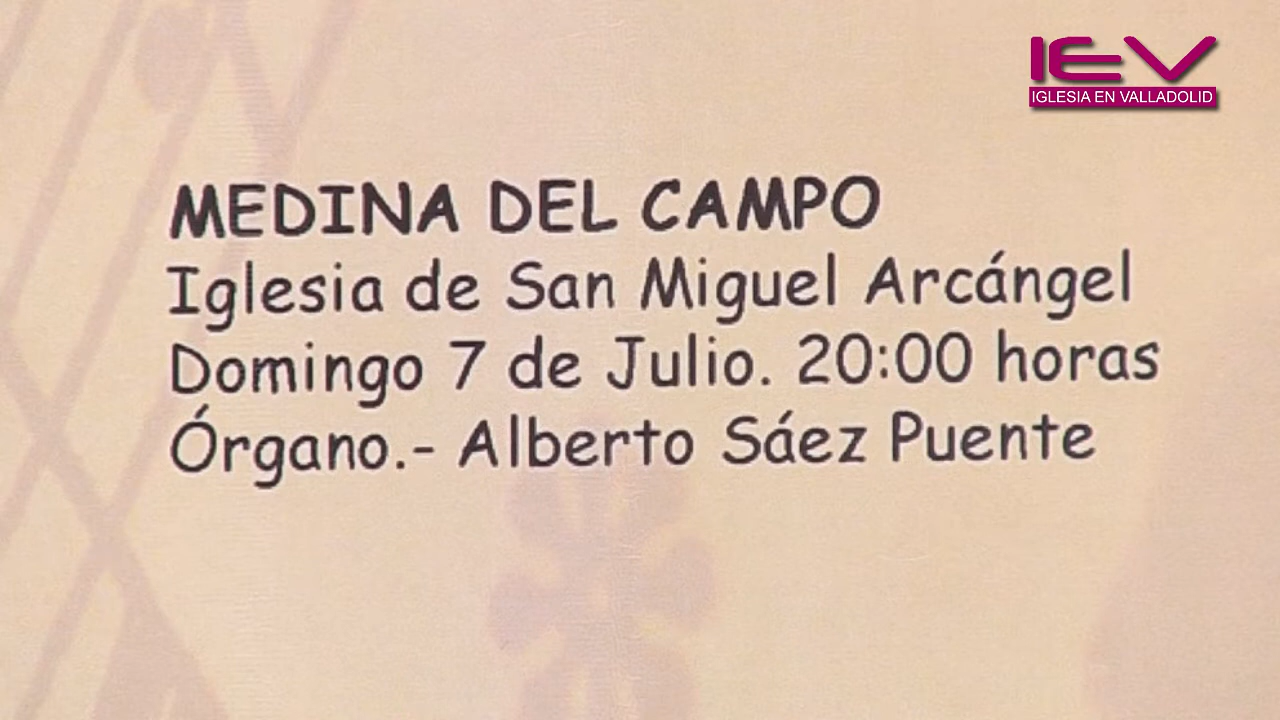 IEV
IGLESIA EN VALLADOLID
MEDINA DEL CAMPO
Iglesia de San Miguel Arcángel
Domingo 7 de Julio. 20:00 horas
Órgano.- Alberto Sáez Puente